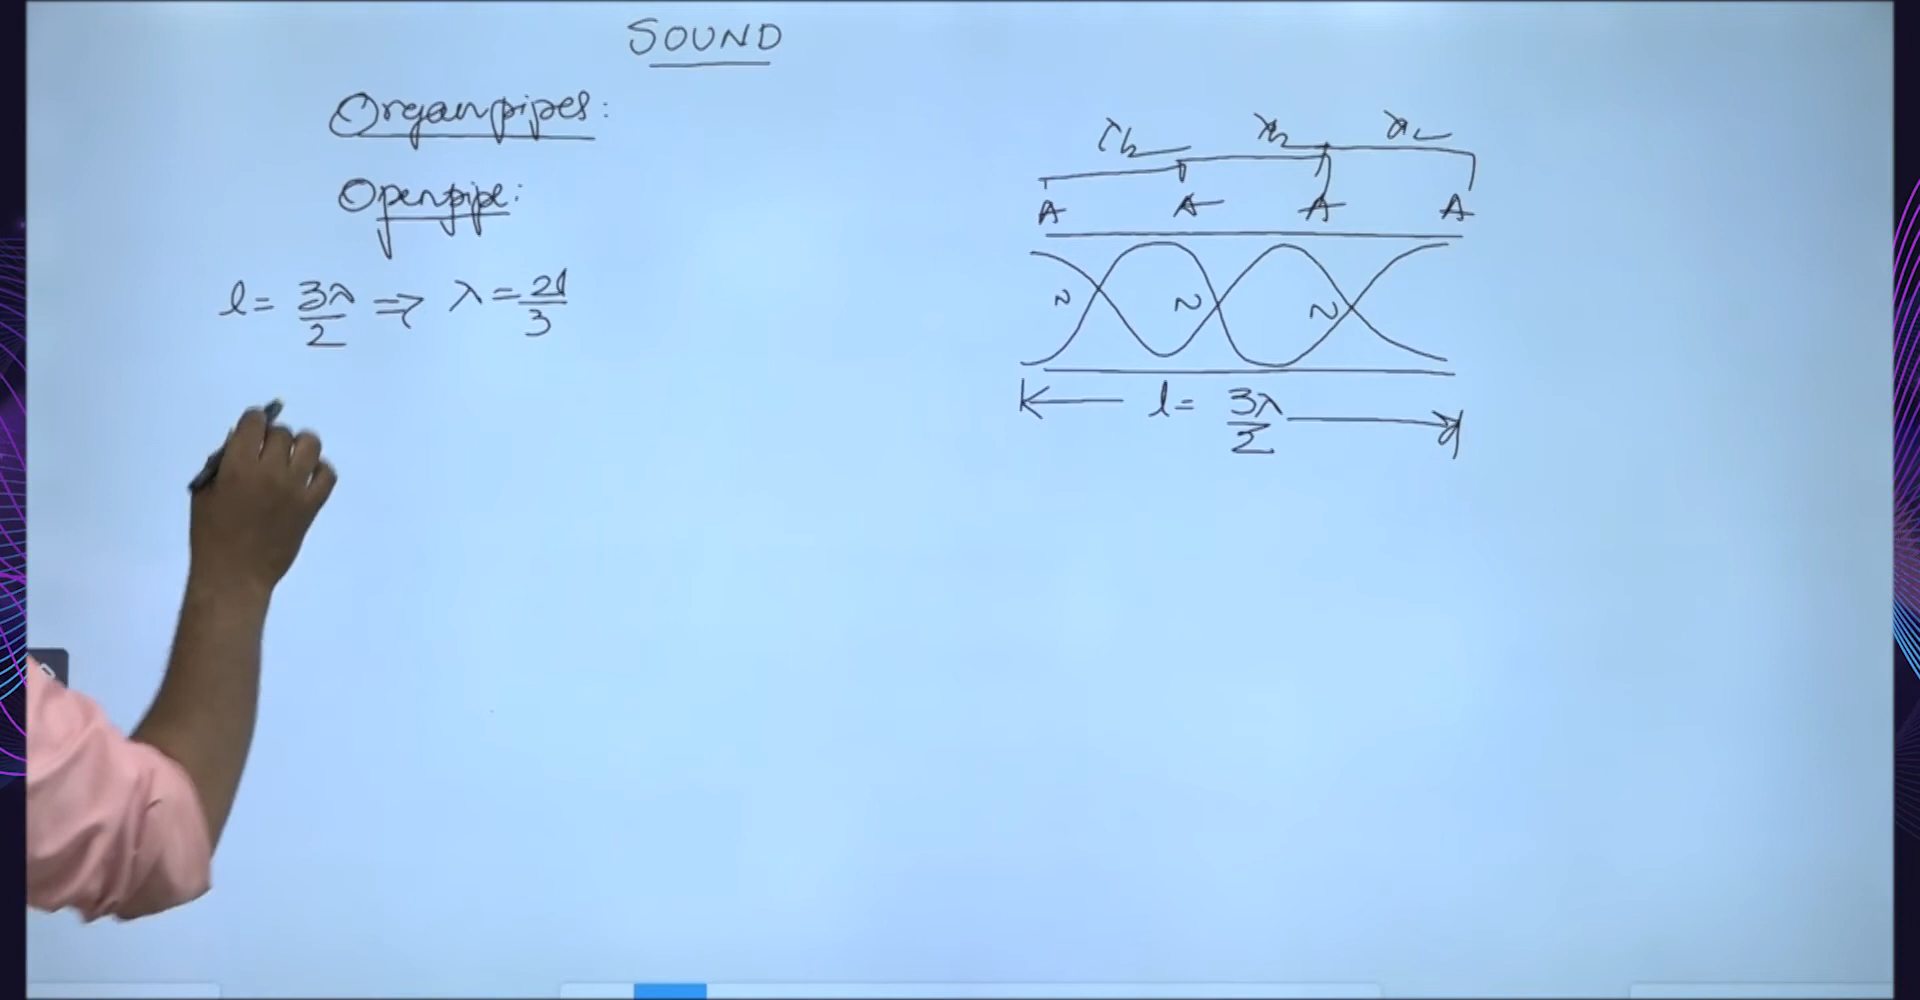 SOUND
Organpipes:
Openpipe:
l = 3λ/2 ⇒ λ = 2l/3
λ/2 λ/2 λ/2
A A A A
N N N
l = 3λ/2